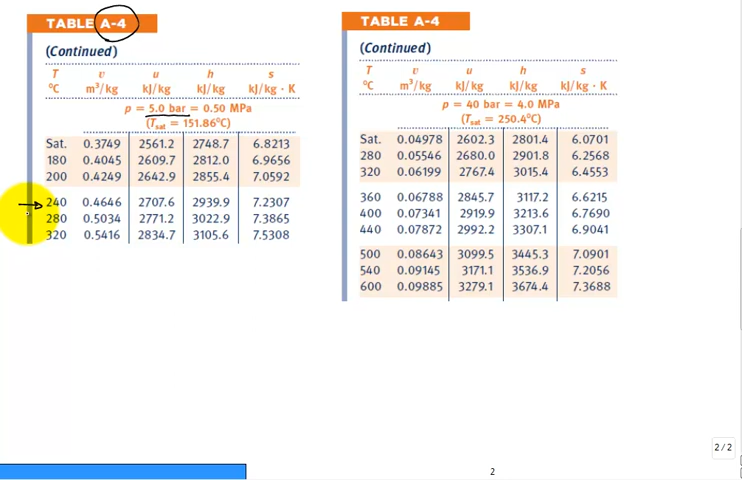 TABLE A-4
(Continued)
T v u h s
°C m³/kg kJ/kg kJ/kg kJ/kg · K
p = 5.0 bar = 0.50 MPa
(Tsat = 151.86°C)
Sat. 0.3749 2561.2 2748.7 6.8213
180 0.4045 2609.7 2812.0 6.9656
200 0.4249 2642.9 2855.4 7.0592
240 0.4646 2707.6 2939.9 7.2307
280 0.5034 2771.2 3022.9 7.3865
320 0.5416 2834.7 3105.6 7.5308
TABLE A-4
(Continued)
T v u h s
°C m³/kg kJ/kg kJ/kg kJ/kg · K
p = 40 bar = 4.0 MPa
(Tsat = 250.4°C)
Sat. 0.04978 2602.3 2801.4 6.0701
280 0.05546 2680.0 2901.8 6.2568
320 0.06199 2767.4 3015.4 6.4553
360 0.06788 2845.7 3117.2 6.6215
400 0.07341 2919.9 3213.6 6.7690
440 0.07872 2992.2 3307.1 6.9041
500 0.08643 3099.5 3445.3 7.0901
540 0.09145 3171.1 3536.9 7.2056
600 0.09885 3279.1 3674.4 7.3688
2 / 2
2